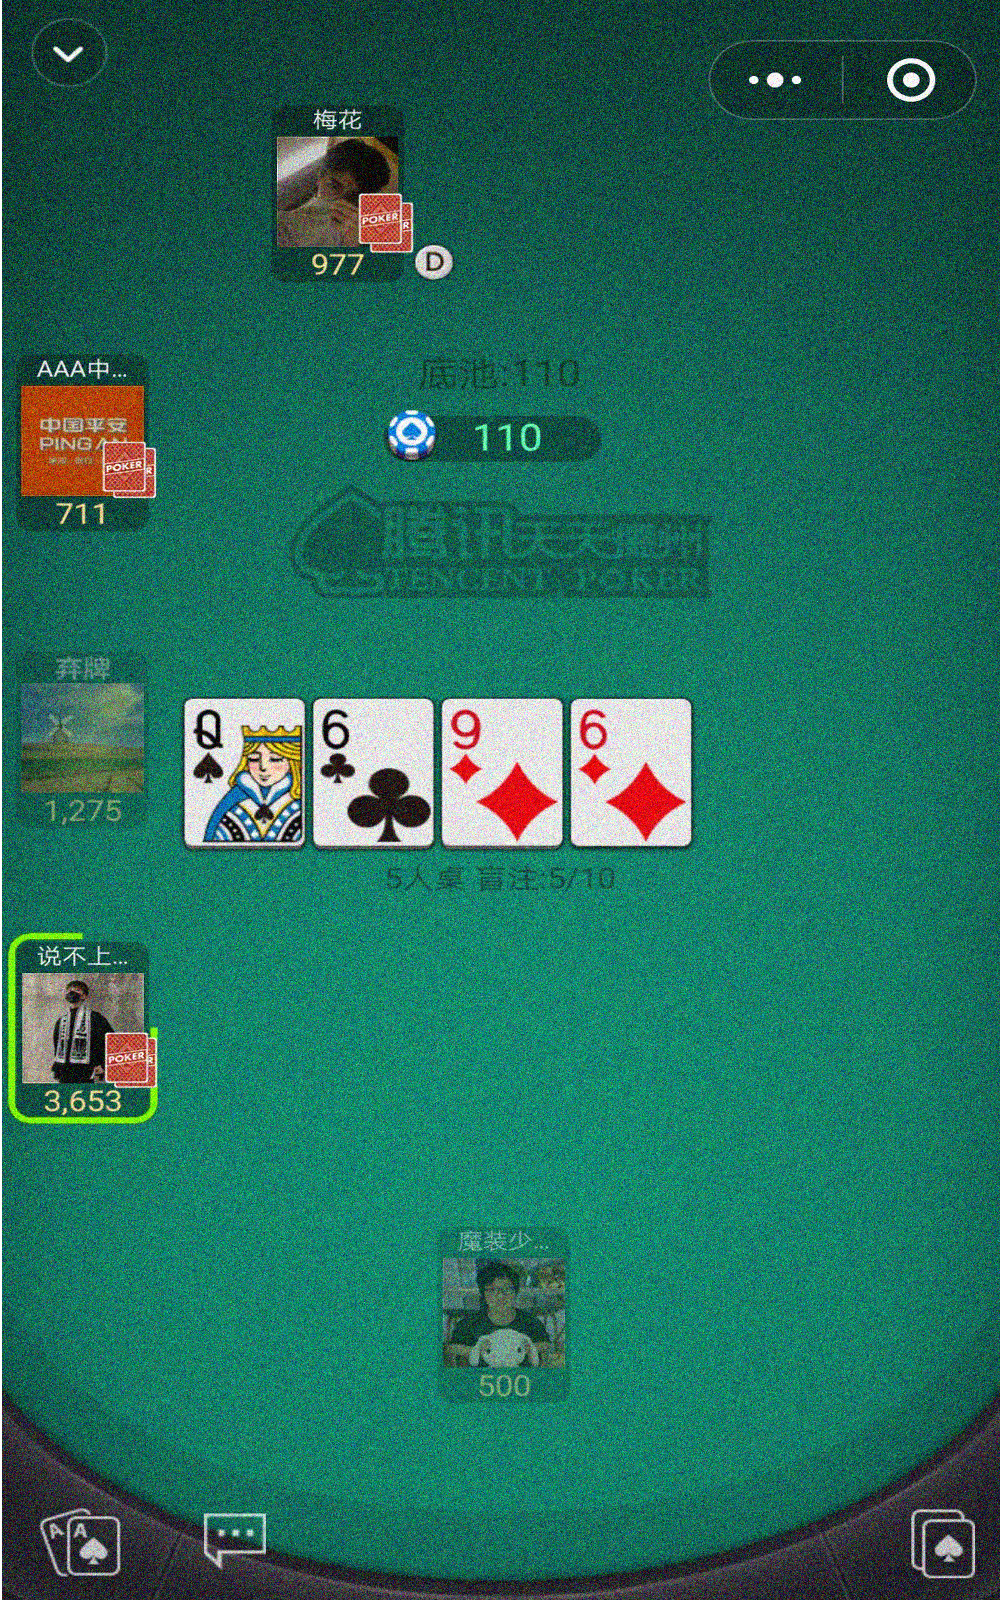 梅花
POKER
R
977
D
AAA中...
中国平安
PING AN
POKER
R
711
底池:110
110
腾讯天天德州
TENCENT POKER
弃牌
1,275
Q
6
9
6
5人桌 盲注:5/10
说不上...
POKER
R
3,653
魔装少...
500
A
A